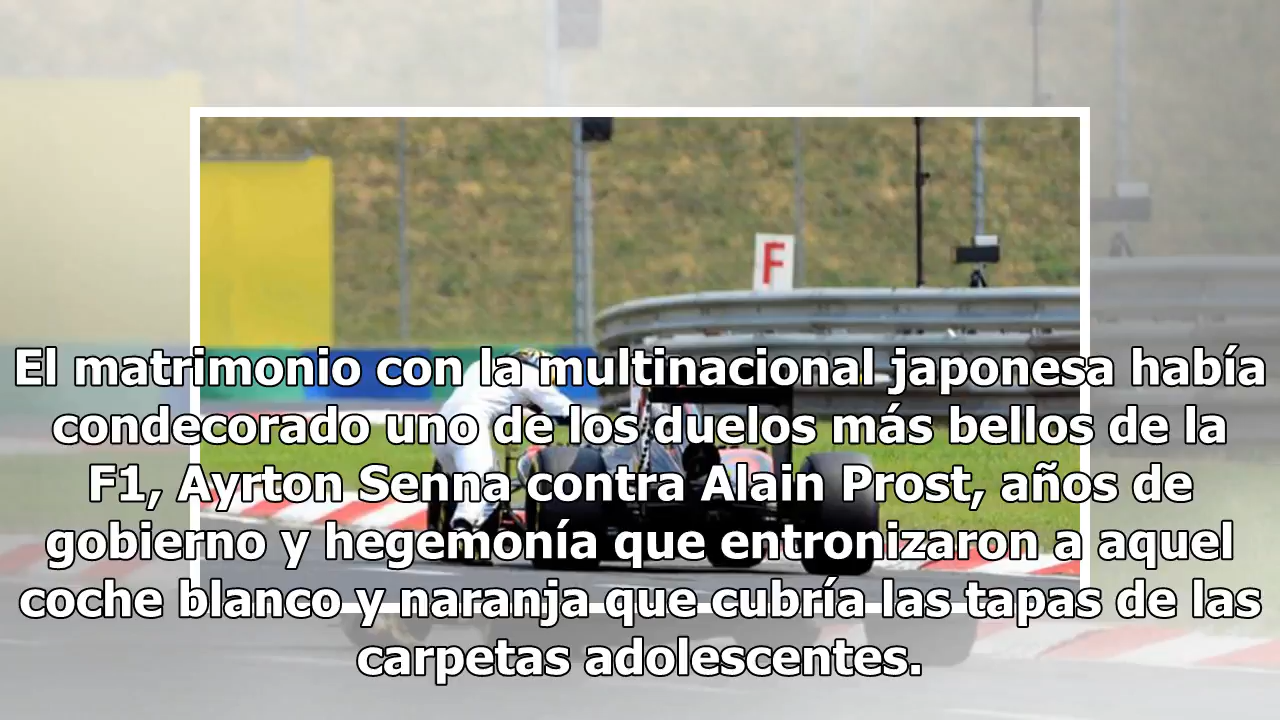 F
El matrimonio con la multinacional japonesa había
condecorado uno de los duelos más bellos de la
F1, Ayrton Senna contra Alain Prost, años de
gobierno y hegemonía que entronizaron a aquel
coche blanco y naranja que cubría las tapas de las
carpetas adolescentes.